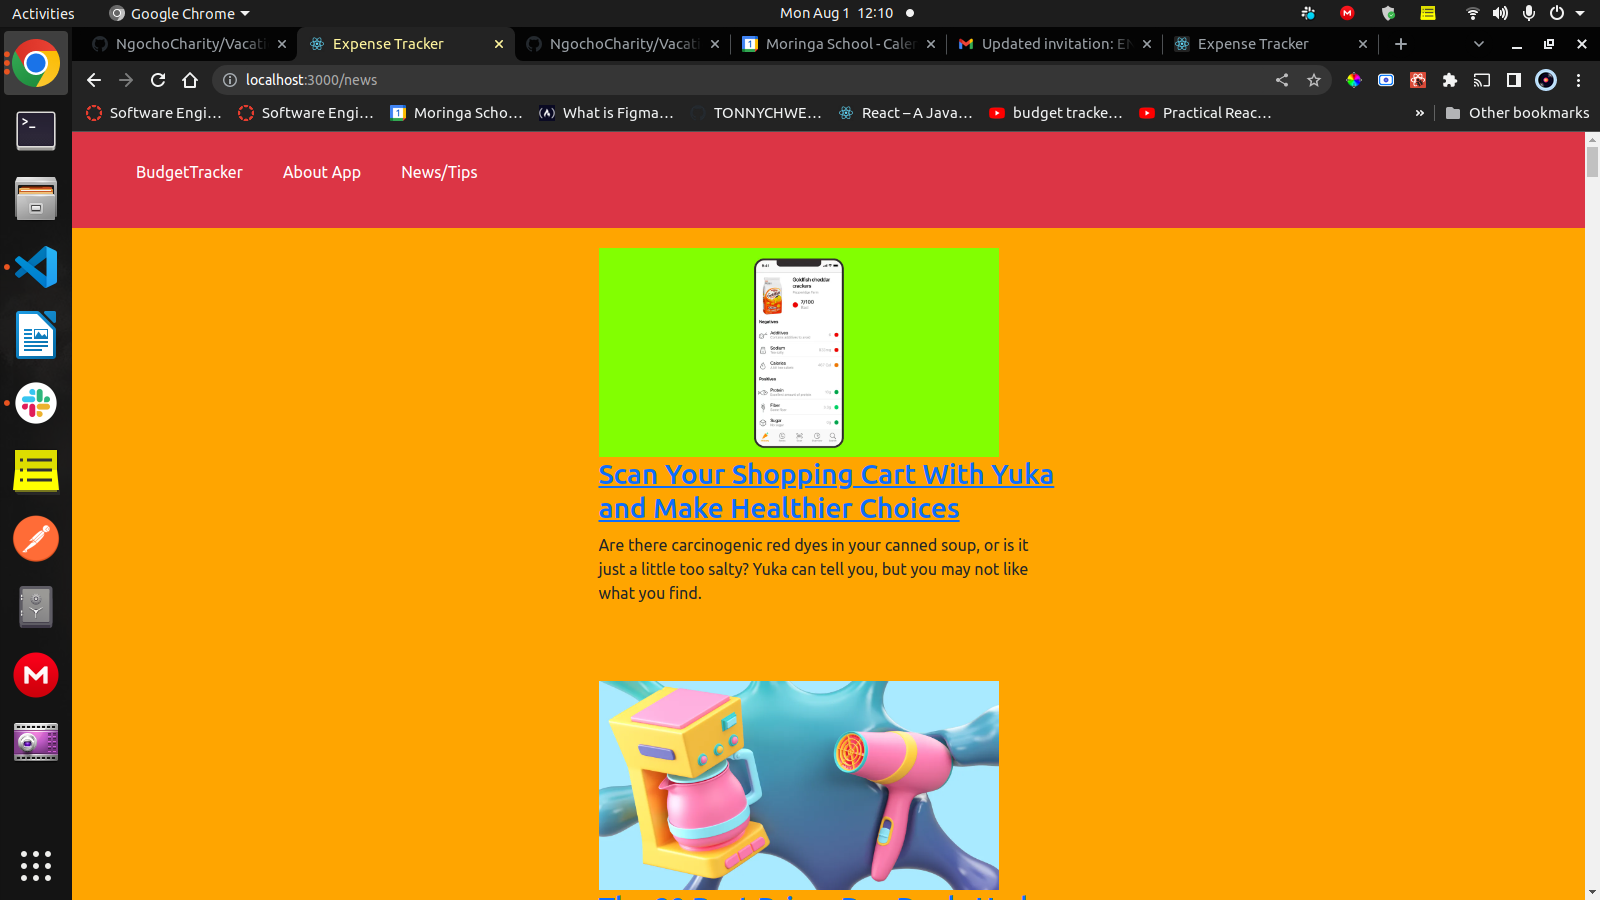 Activities Google Chrome Mon Aug 1 12:10
NgochoCharity/Vacati Expense Tracker NgochoCharity/Vacati Moringa School - Caler Updated invitation: EN Expense Tracker
localhost:3000/news
Software Engi... Software Engi... Moringa Scho... What is Figma... TONNYCHWE... React – A Java... budget tracke... Practical Reac... » Other bookmarks
BudgetTracker About App News/Tips
Goldfish cheddar
crackers
7/100
Negatives
Additives
Sodium
Calories
Positives
Protein
Fiber
Sugar
Scan Your Shopping Cart With Yuka
and Make Healthier Choices
Are there carcinogenic red dyes in your canned soup, or is it
just a little too salty? Yuka can tell you, but you may not like
what you find.